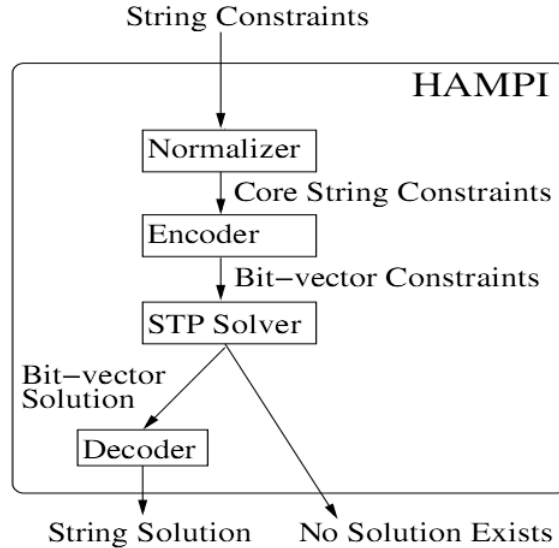 String Constraints
HAMPI
Normalizer
Core String Constraints
Encoder
Bit−vector Constraints
STP Solver
Bit−vector
Solution
Decoder
String Solution
No Solution Exists